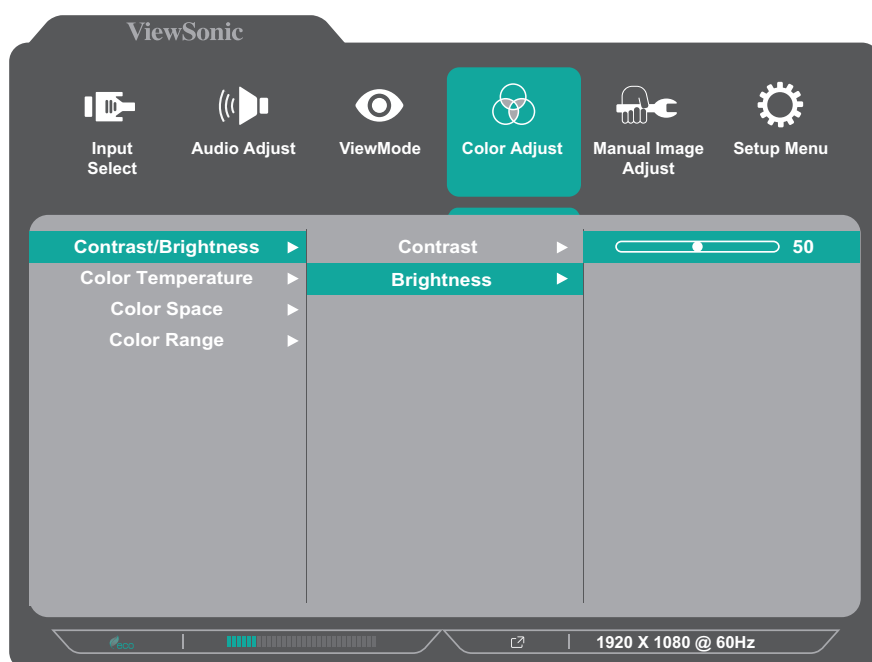 ViewSonic
Input Select
Audio Adjust
ViewMode
Color Adjust
Manual Image Adjust
Setup Menu
Contrast/Brightness
Contrast
50
Color Temperature
Brightness
Color Space
Color Range
eco
1920 X 1080 @ 60Hz